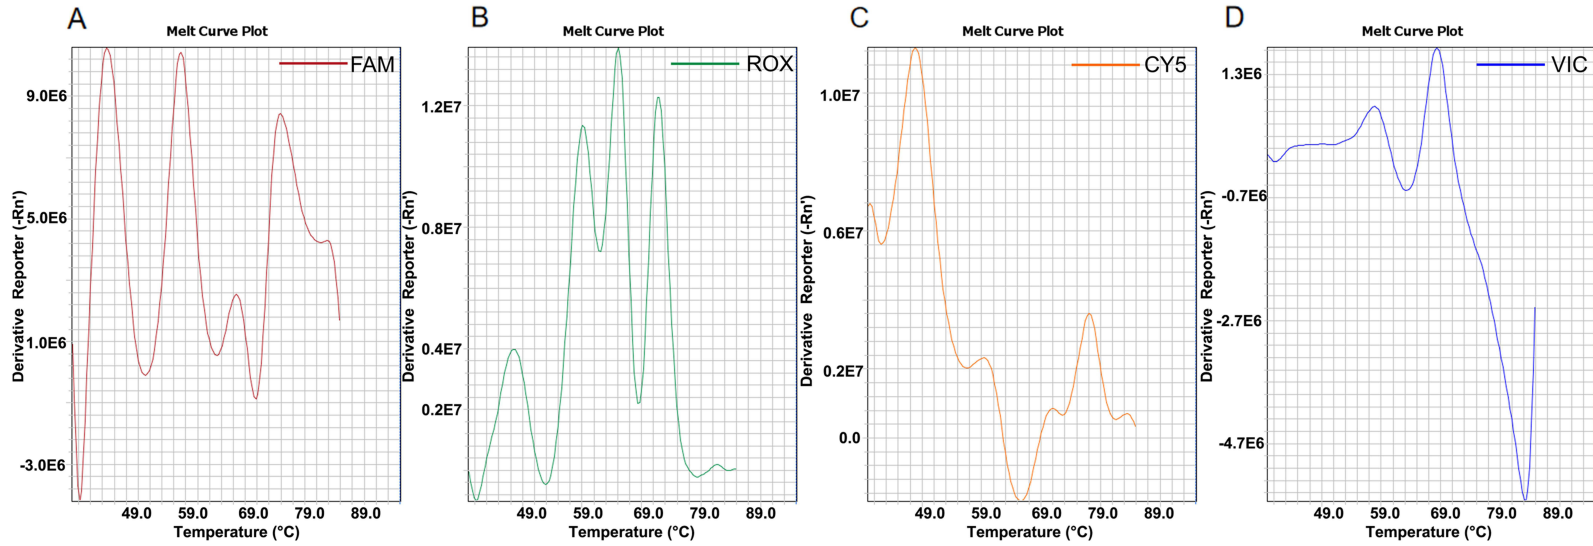 A
Melt Curve Plot
FAM
Derivative Reporter (-Rn')
9.0E6
5.0E6
1.0E6
-3.0E6
49.0 59.0 69.0 79.0 89.0
Temperature (°C)
B
Melt Curve Plot
ROX
Derivative Reporter (-Rn')
1.2E7
0.8E7
0.4E7
0.2E7
49.0 59.0 69.0 79.0 89.0
Temperature (°C)
C
Melt Curve Plot
CY5
Derivative Reporter (-Rn')
1.0E7
0.6E7
0.2E7
0.0
49.0 59.0 69.0 79.0 89.0
Temperature (°C)
D
Melt Curve Plot
VIC
Derivative Reporter (-Rn')
1.3E6
-0.7E6
-2.7E6
-4.7E6
49.0 59.0 69.0 79.0 89.0
Temperature (°C)